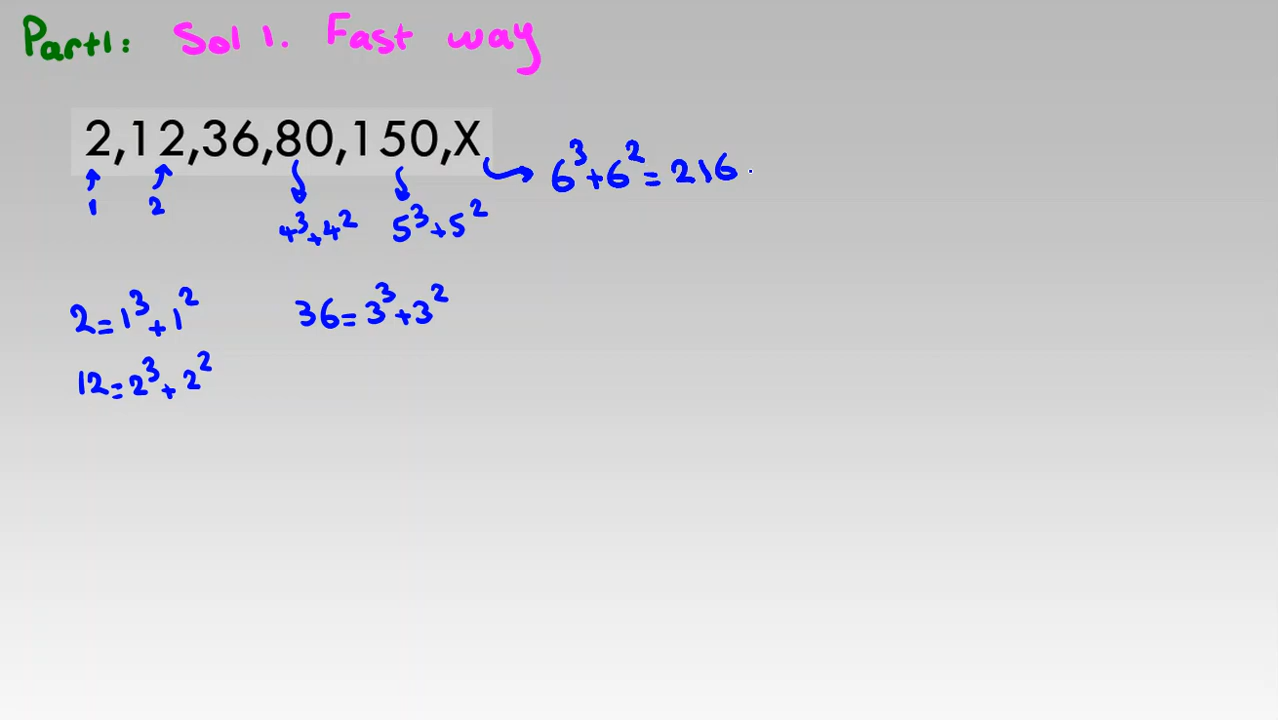 Part1: Sol 1. Fast way
2,12,36,80,150,X
6³+6²=216
1 2 4³+4² 5³+5²
2=1³+1² 36=3³+3²
12=2³+2²